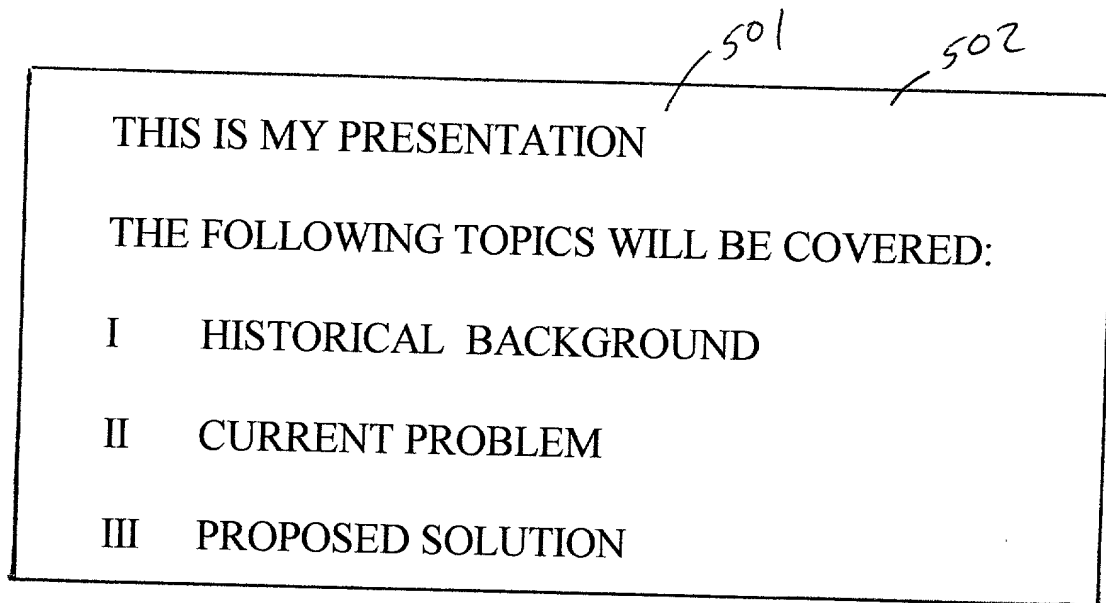 501 502
THIS IS MY PRESENTATION
THE FOLLOWING TOPICS WILL BE COVERED:
I HISTORICAL BACKGROUND
II CURRENT PROBLEM
III PROPOSED SOLUTION